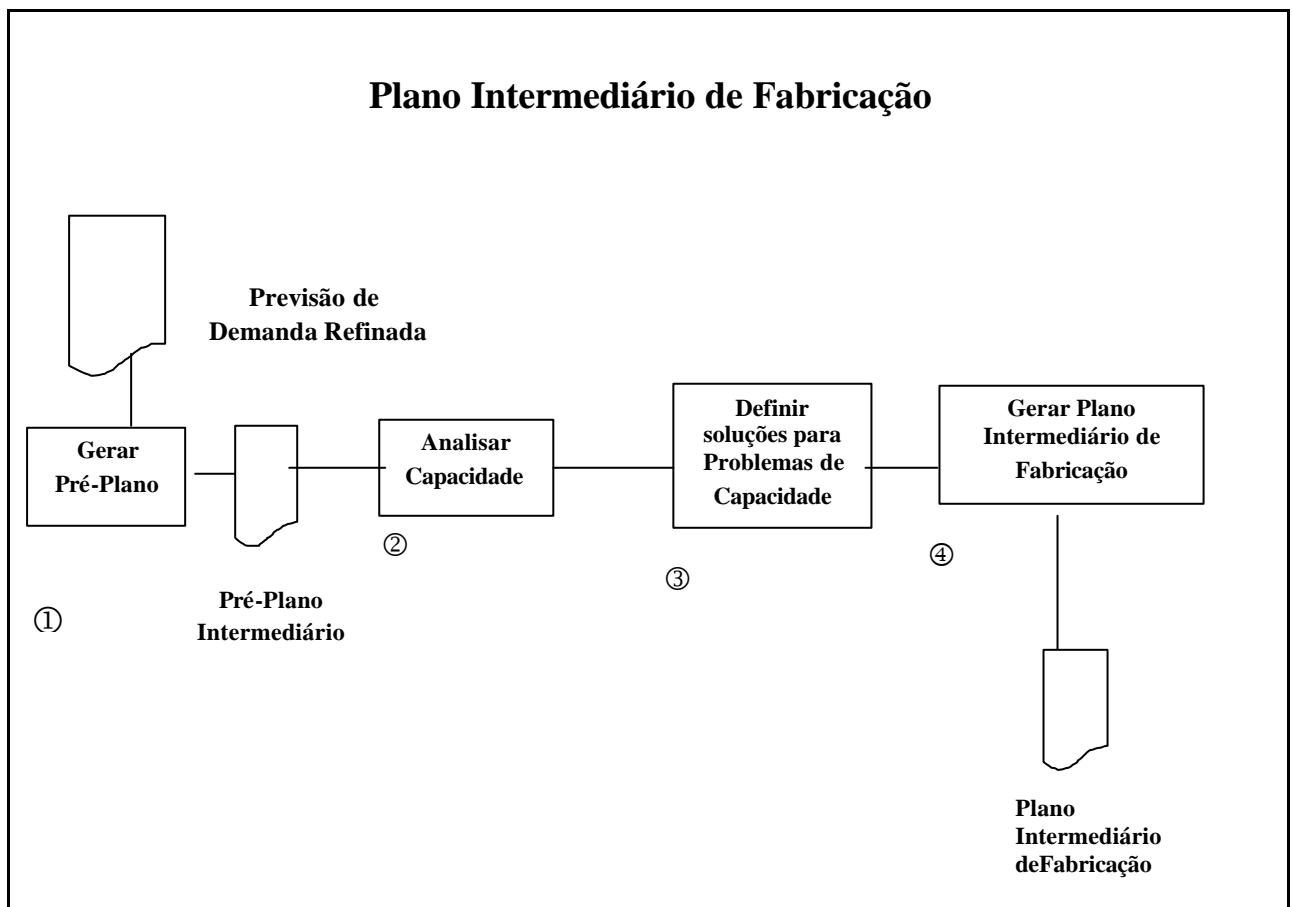 Plano Intermediário de Fabricação
Previsão de
Demanda Refinada
Gerar
Pré-Plano
Analisar
Capacidade
Definir
soluções para
Problemas de
Capacidade
Gerar Plano
Intermediário de
Fabricação
①
Pré-Plano
Intermediário
②
③
④
Plano
Intermediário
deFabricação